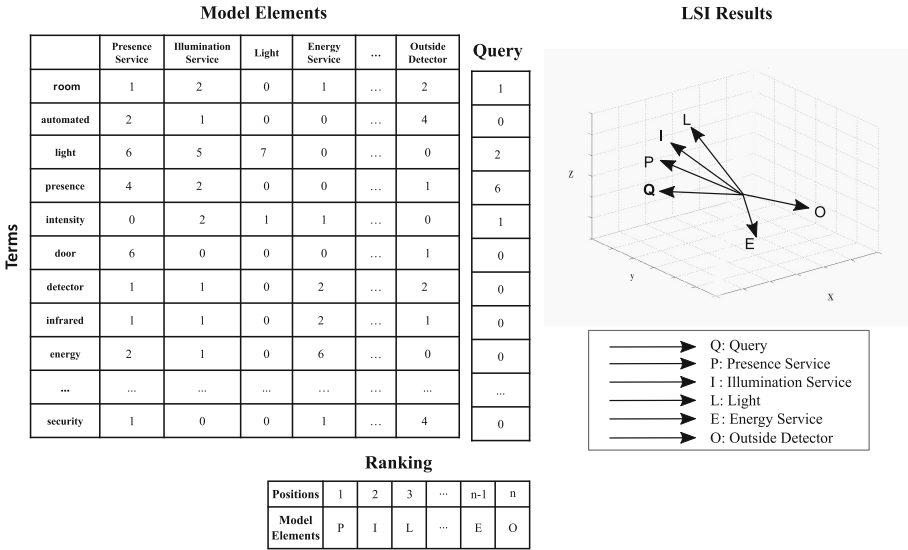 Model Elements
LSI Results
Presence Service Illumination Service Light Energy Service ... Outside Detector
Query
room 1 2 0 1 ... 2 1
automated 2 1 0 0 ... 4 0
light 6 5 7 0 ... 0 2
presence 4 2 0 0 ... 1 6
intensity 0 2 1 1 ... 0 1
door 6 0 0 0 ... 1 0
detector 1 1 0 2 ... 2 0
infrared 1 1 0 2 ... 1 0
energy 2 1 0 6 ... 0 0
... ... ... ... ... ... ... ...
security 1 0 0 1 ... 4 0
Terms
L
I
P
Q
O
E
Z
y
X
Q: Query
P: Presence Service
I : Illumination Service
L: Light
E: Energy Service
O: Outside Detector
Ranking
Positions 1 2 3 ... n-1 n
Model Elements P I L ... E O